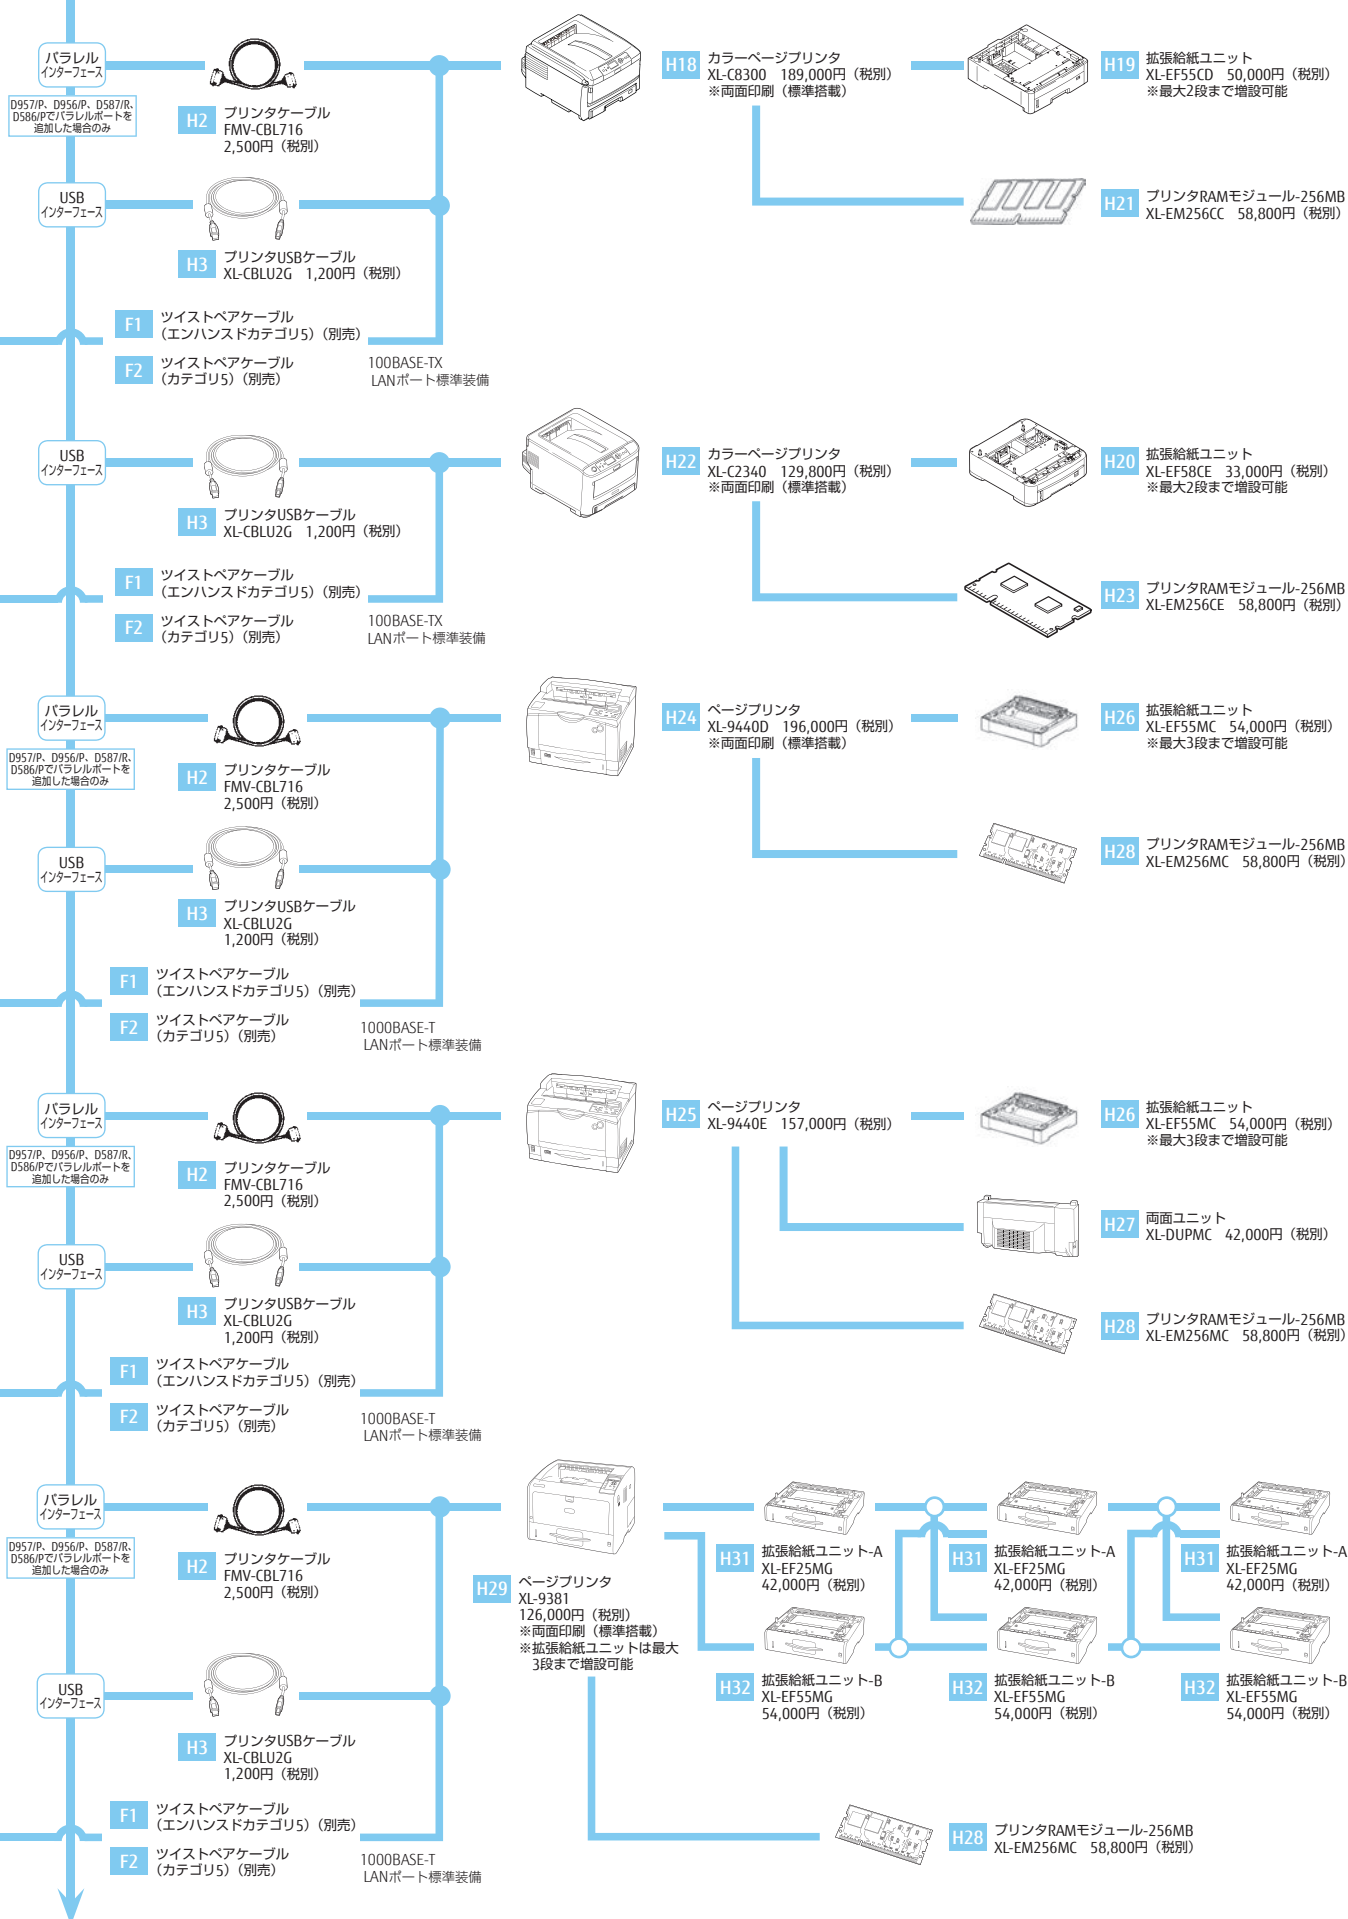 パラレル
インターフェース
D957/P、D956/P、D587/R、
D586/Pでパラレルポートを
追加した場合のみ
H2
プリンタケーブル
FMV-CBL716
2,500円（税別）
USB
インターフェース
H3
プリンタUSBケーブル
XL-CBLU2G 1,200円（税別）
F1
ツイストペアケーブル
（エンハンスドカテゴリ5）（別売）
F2
ツイストペアケーブル
（カテゴリ5）（別売）
100BASE-TX
LANポート標準装備
H18
カラーページプリンタ
XL-C8300 189,000円（税別）
※両面印刷（標準搭載）
H19
拡張給紙ユニット
XL-EF55CD 50,000円（税別）
※最大2段まで増設可能
H21
プリンタRAMモジュール-256MB
XL-EM256CC 58,800円（税別）
USB
インターフェース
H3
プリンタUSBケーブル
XL-CBLU2G 1,200円（税別）
F1
ツイストペアケーブル
（エンハンスドカテゴリ5）（別売）
F2
ツイストペアケーブル
（カテゴリ5）（別売）
100BASE-TX
LANポート標準装備
H22
カラーページプリンタ
XL-C2340 129,800円（税別）
※両面印刷（標準搭載）
H20
拡張給紙ユニット
XL-EF58CE 33,000円（税別）
※最大2段まで増設可能
H23
プリンタRAMモジュール-256MB
XL-EM256CE 58,800円（税別）
パラレル
インターフェース
D957/P、D956/P、D587/R、
D586/Pでパラレルポートを
追加した場合のみ
H2
プリンタケーブル
FMV-CBL716
2,500円（税別）
USB
インターフェース
H3
プリンタUSBケーブル
XL-CBLU2G
1,200円（税別）
F1
ツイストペアケーブル
（エンハンスドカテゴリ5）（別売）
F2
ツイストペアケーブル
（カテゴリ5）（別売）
1000BASE-T
LANポート標準装備
H24
ページプリンタ
XL-9440D 196,000円（税別）
※両面印刷（標準搭載）
H26
拡張給紙ユニット
XL-EF55MC 54,000円（税別）
※最大3段まで増設可能
H28
プリンタRAMモジュール-256MB
XL-EM256MC 58,800円（税別）
パラレル
インターフェース
D957/P、D956/P、D587/R、
D586/Pでパラレルポートを
追加した場合のみ
H2
プリンタケーブル
FMV-CBL716
2,500円（税別）
USB
インターフェース
H3
プリンタUSBケーブル
XL-CBLU2G
1,200円（税別）
F1
ツイストペアケーブル
（エンハンスドカテゴリ5）（別売）
F2
ツイストペアケーブル
（カテゴリ5）（別売）
1000BASE-T
LANポート標準装備
H25
ページプリンタ
XL-9440E 157,000円（税別）
H26
拡張給紙ユニット
XL-EF55MC 54,000円（税別）
※最大3段まで増設可能
H27
両面ユニット
XL-DUPMC 42,000円（税別）
H28
プリンタRAMモジュール-256MB
XL-EM256MC 58,800円（税別）
パラレル
インターフェース
D957/P、D956/P、D587/R、
D586/Pでパラレルポートを
追加した場合のみ
H2
プリンタケーブル
FMV-CBL716
2,500円（税別）
USB
インターフェース
H3
プリンタUSBケーブル
XL-CBLU2G
1,200円（税別）
F1
ツイストペアケーブル
（エンハンスドカテゴリ5）（別売）
F2
ツイストペアケーブル
（カテゴリ5）（別売）
1000BASE-T
LANポート標準装備
H29
ページプリンタ
XL-9381
126,000円（税別）
※両面印刷（標準搭載）
※拡張給紙ユニットは最大
3段まで増設可能
H31
拡張給紙ユニット-A
XL-EF25MG
42,000円（税別）
H31
拡張給紙ユニット-A
XL-EF25MG
42,000円（税別）
H31
拡張給紙ユニット-A
XL-EF25MG
42,000円（税別）
H32
拡張給紙ユニット-B
XL-EF55MG
54,000円（税別）
H32
拡張給紙ユニット-B
XL-EF55MG
54,000円（税別）
H32
拡張給紙ユニット-B
XL-EF55MG
54,000円（税別）
H28
プリンタRAMモジュール-256MB
XL-EM256MC 58,800円（税別）